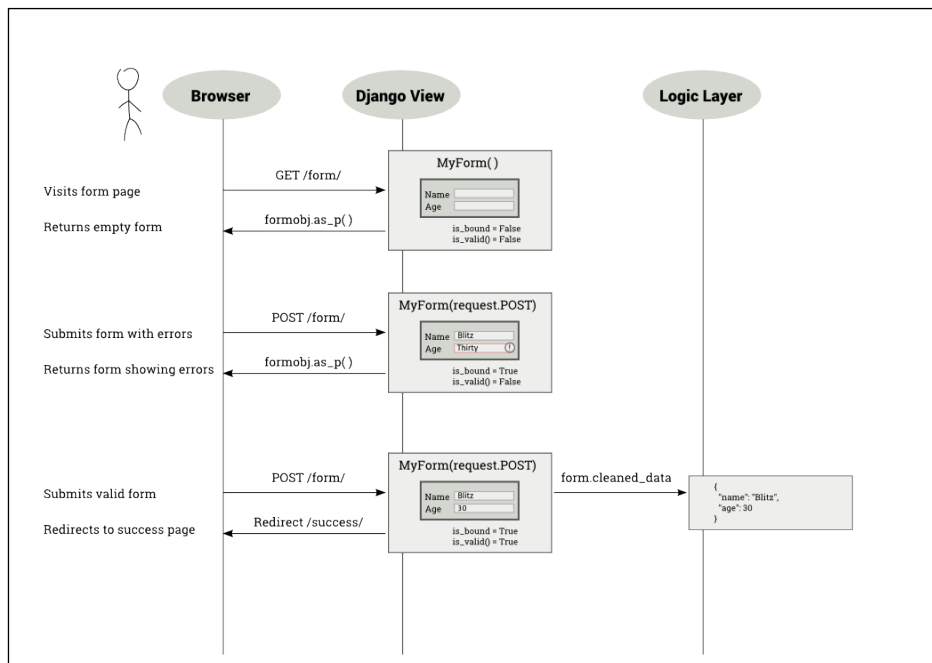 Browser
Django View
Logic Layer
MyForm( )
GET /form/
Visits form page
Name
Age
formobj.as_p( )
Returns empty form
is_bound = False
is_valid() = False
MyForm(request.POST)
POST /form/
Submits form with errors
Name Blitz
Age Thirty !
formobj.as_p( )
Returns form showing errors
is_bound = True
is_valid() = False
MyForm(request.POST)
POST /form/
form.cleaned_data
Submits valid form
Name Blitz
Age 30
{
"name": "Blitz",
"age": 30
}
Redirect /success/
Redirects to success page
is_bound = True
is_valid() = True